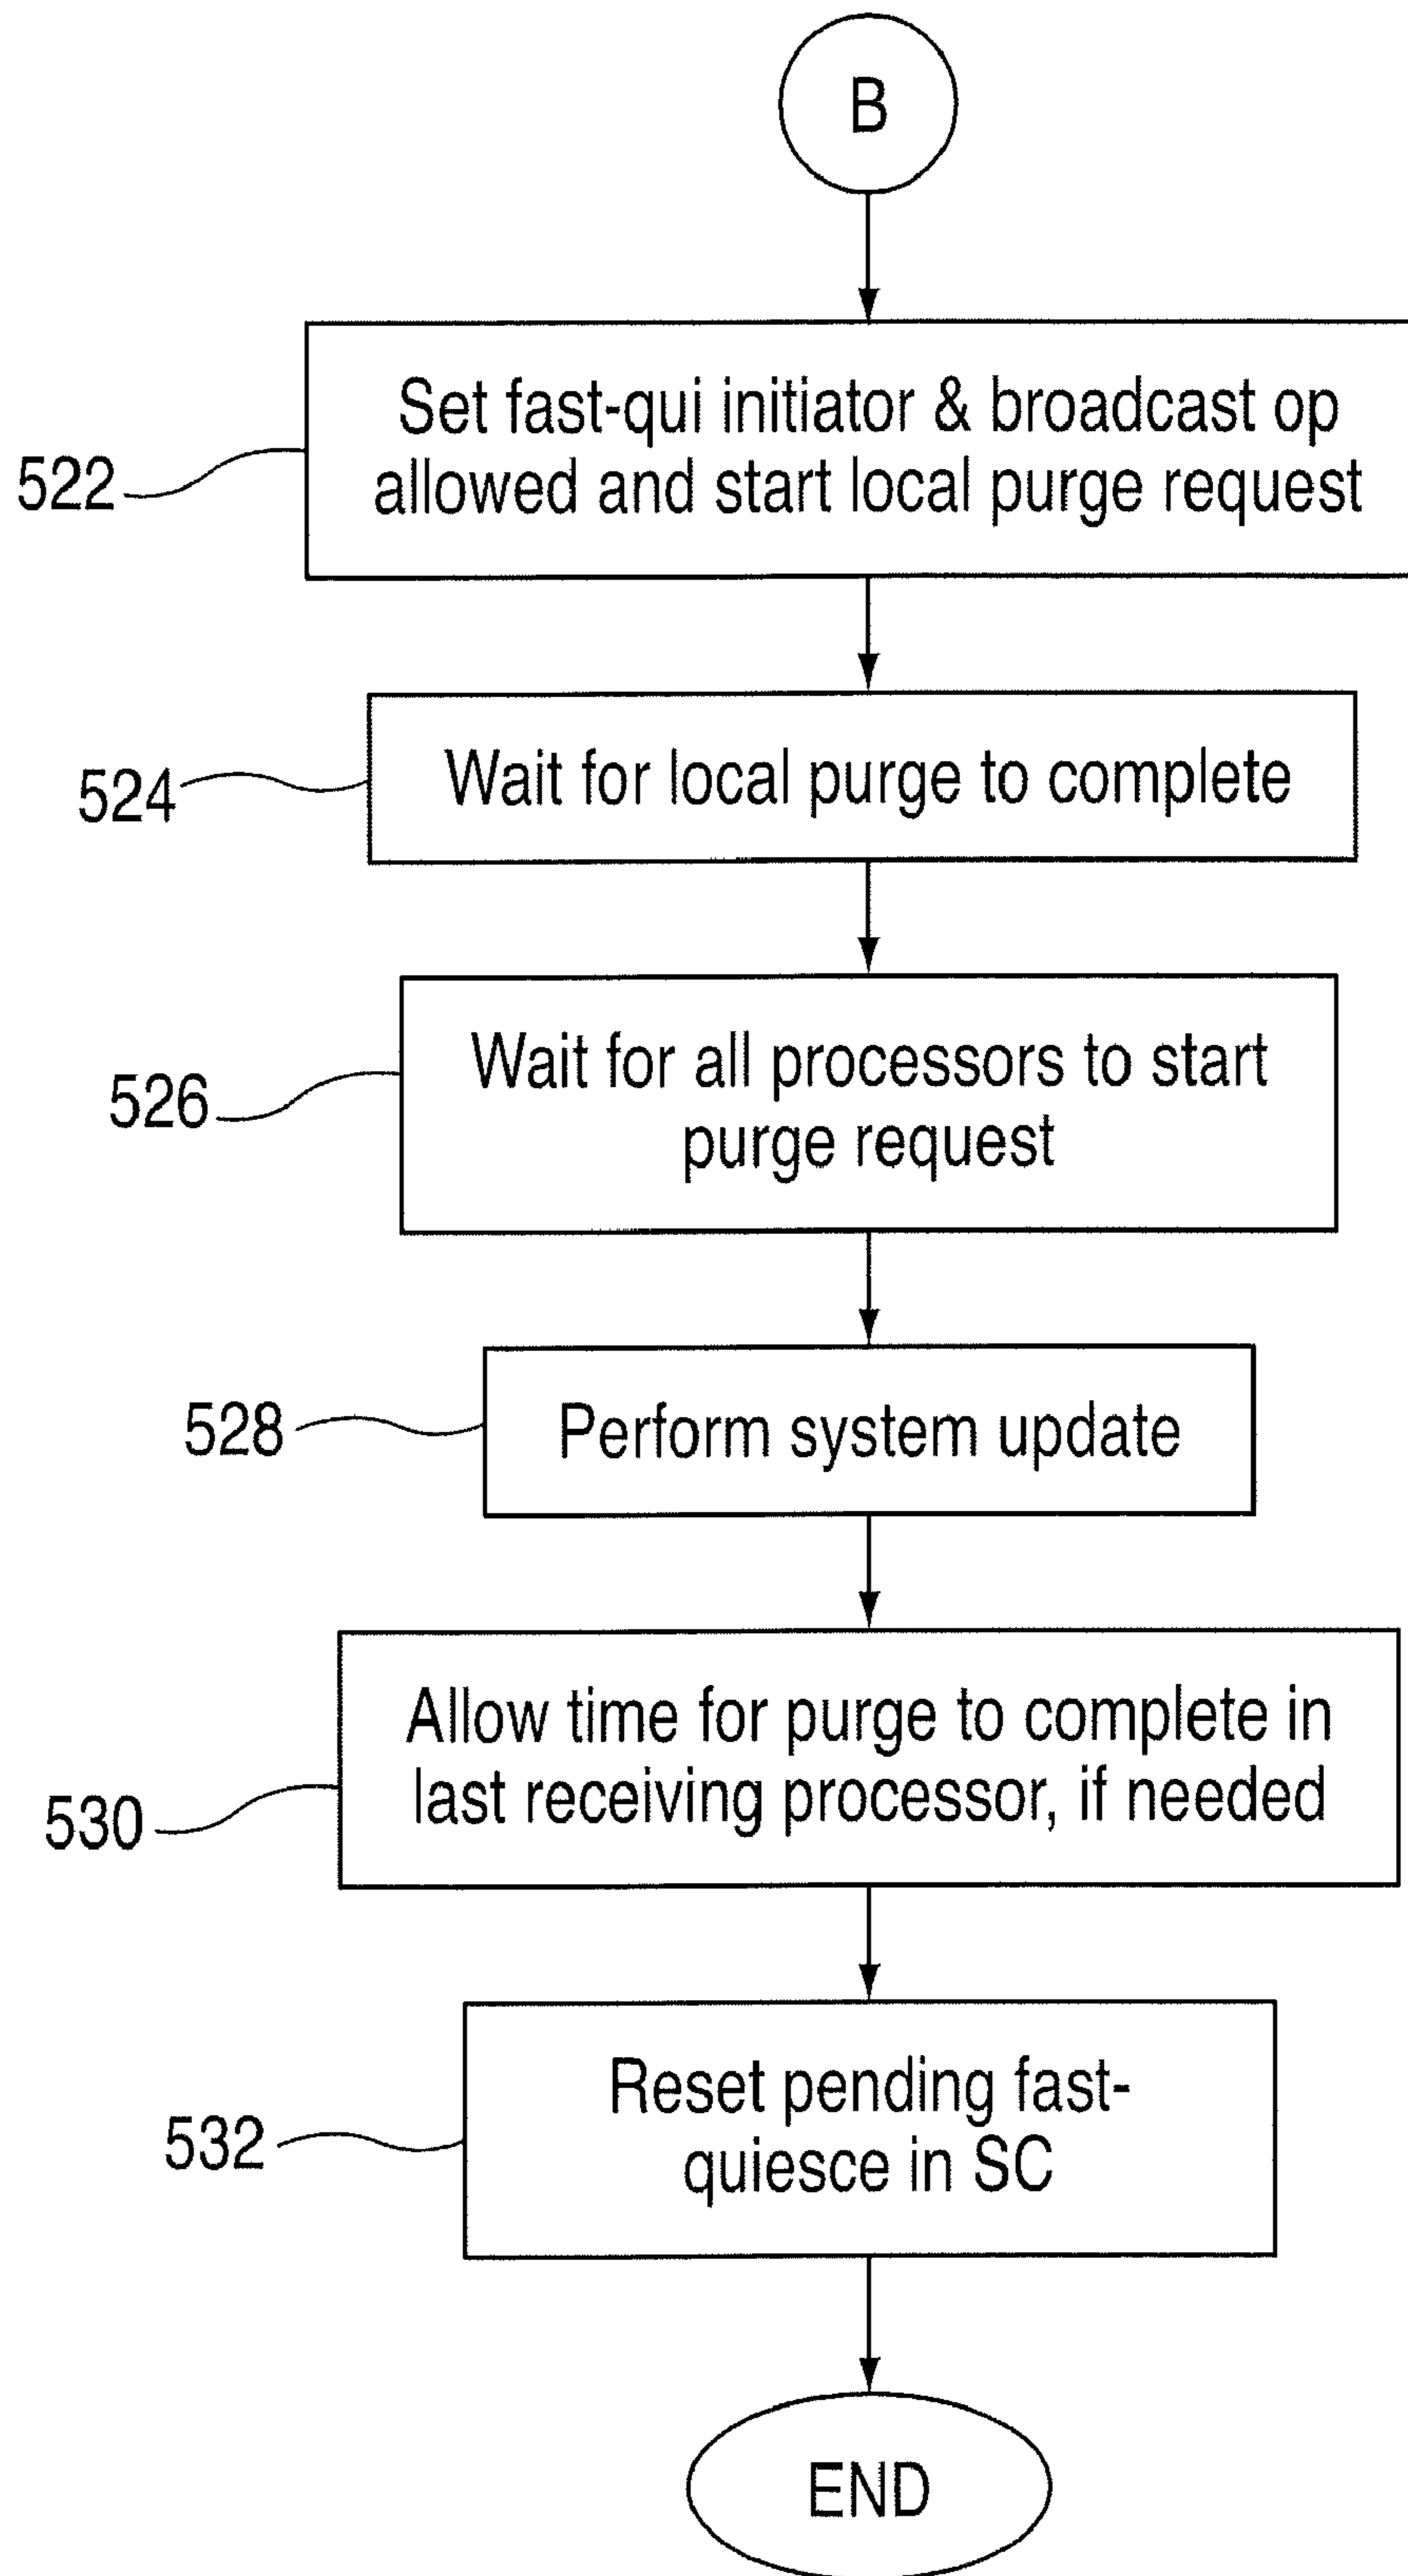 B
Set fast-qui initiator & broadcast op
allowed and start local purge request
522
Wait for local purge to complete
524
Wait for all processors to start
purge request
526
Perform system update
528
Allow time for purge to complete in
last receiving processor, if needed
530
Reset pending fast-
quiesce in SC
532
END